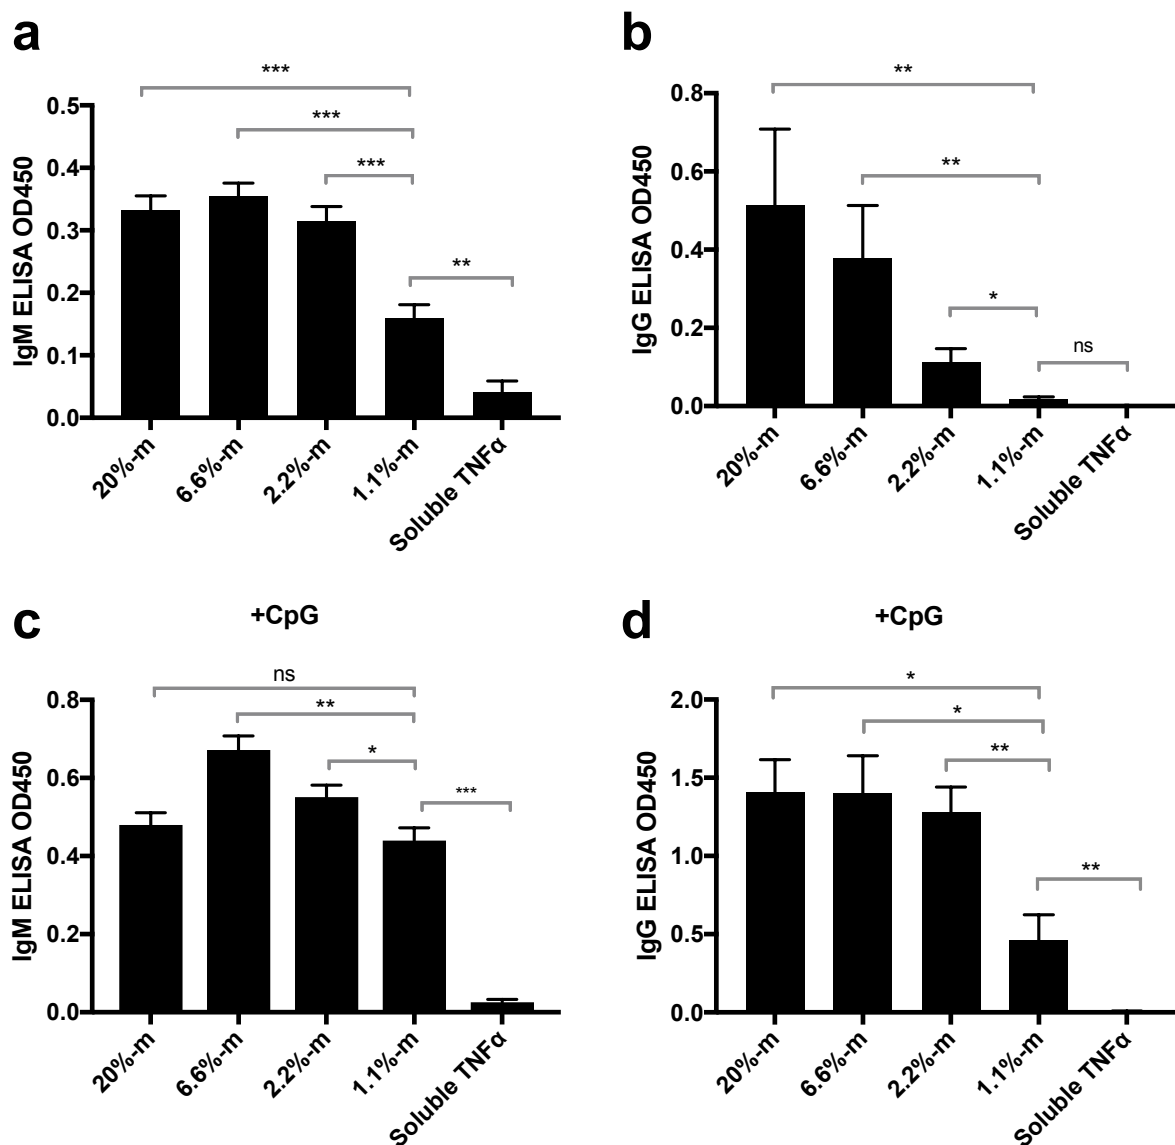 a
***
***
***
**
IgM ELISA OD450
0.5
0.4
0.3
0.2
0.1
0.0
20%-m
6.6%-m
2.2%-m
1.1%-m
Soluble TNFα
b
**
**
*
ns
IgG ELISA OD450
0.8
0.6
0.4
0.2
0.0
20%-m
6.6%-m
2.2%-m
1.1%-m
Soluble TNFα
c
+CpG
ns
**
*
***
IgM ELISA OD450
0.8
0.6
0.4
0.2
0.0
20%-m
6.6%-m
2.2%-m
1.1%-m
Soluble TNFα
d
+CpG
*
*
**
**
IgG ELISA OD450
2.0
1.5
1.0
0.5
0.0
20%-m
6.6%-m
2.2%-m
1.1%-m
Soluble TNFα